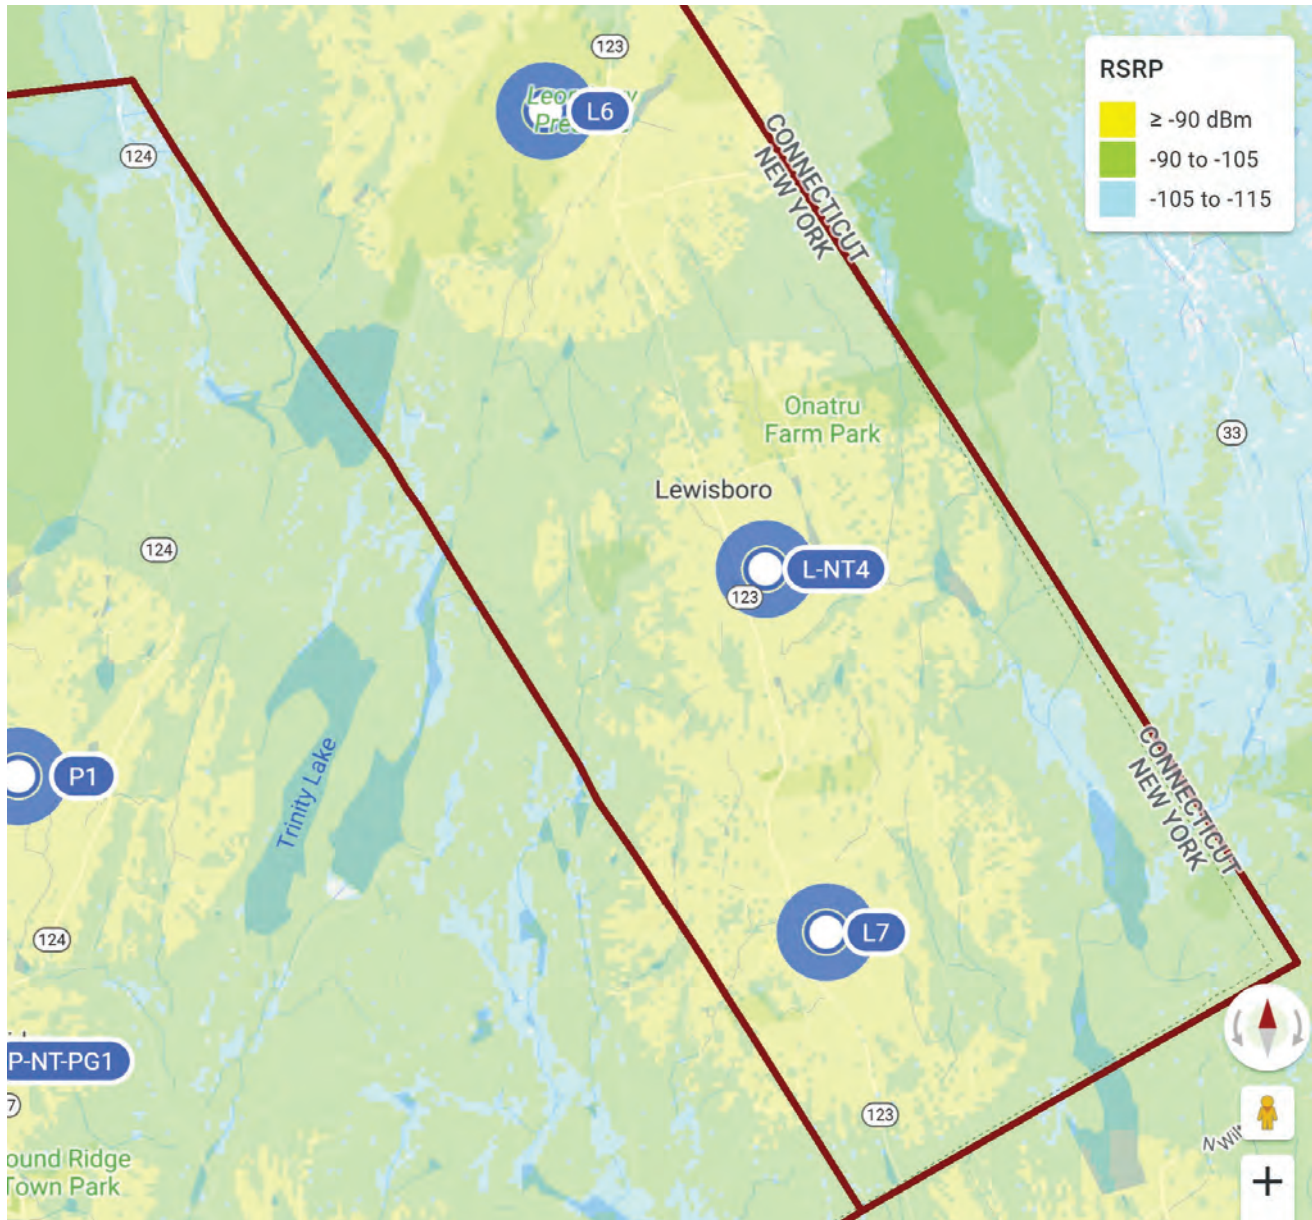 123
RSRP
≥ -90 dBm
-90 to -105
-105 to -115
L6
CONNECTICUT
NEW YORK
124
Onatru
Farm Park
33
Lewisboro
124
L-NT4
123
P1
Trinity Lake
CONNECTICUT
NEW YORK
L7
124
P-NT-PG1
7
123
ound Ridge
Town Park
+